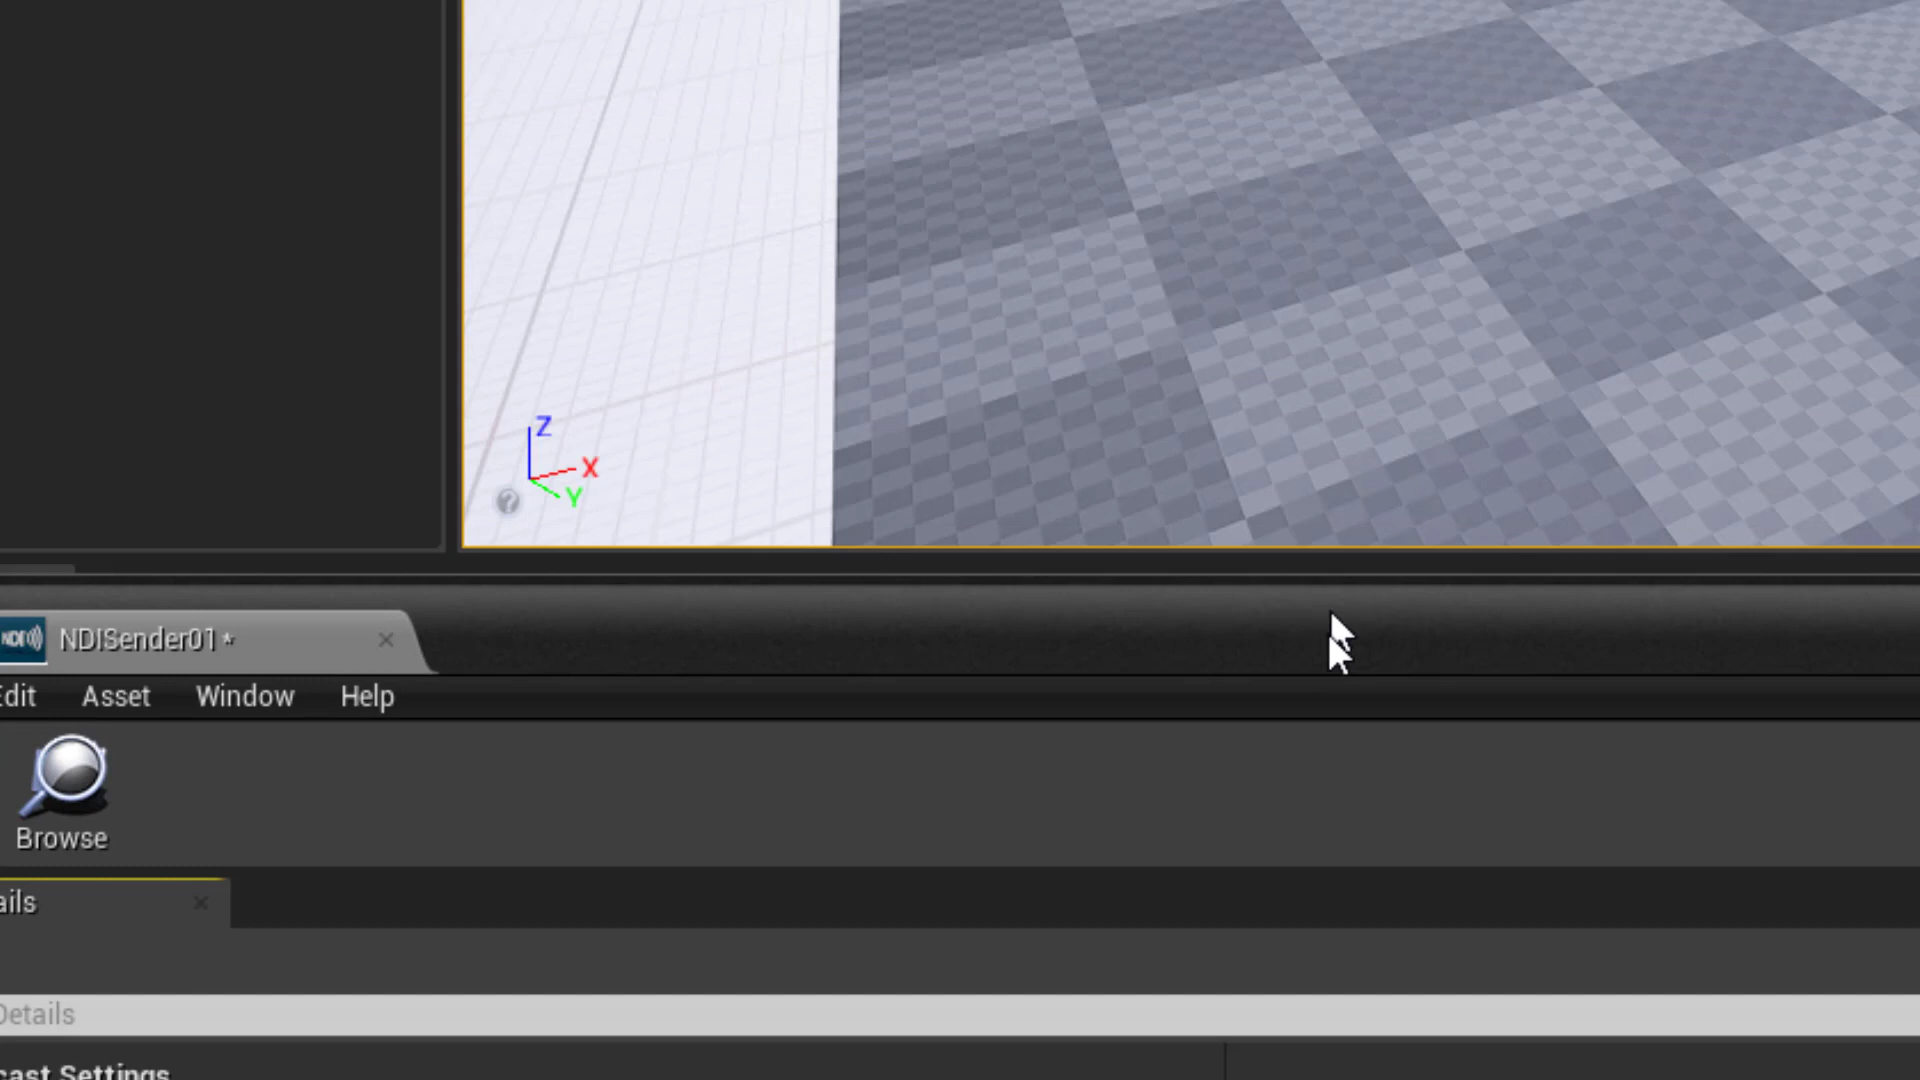 Z
X
Y
?
NDI NDISender01*
Edit Asset Window Help
Browse
ails
Details
cast Settings